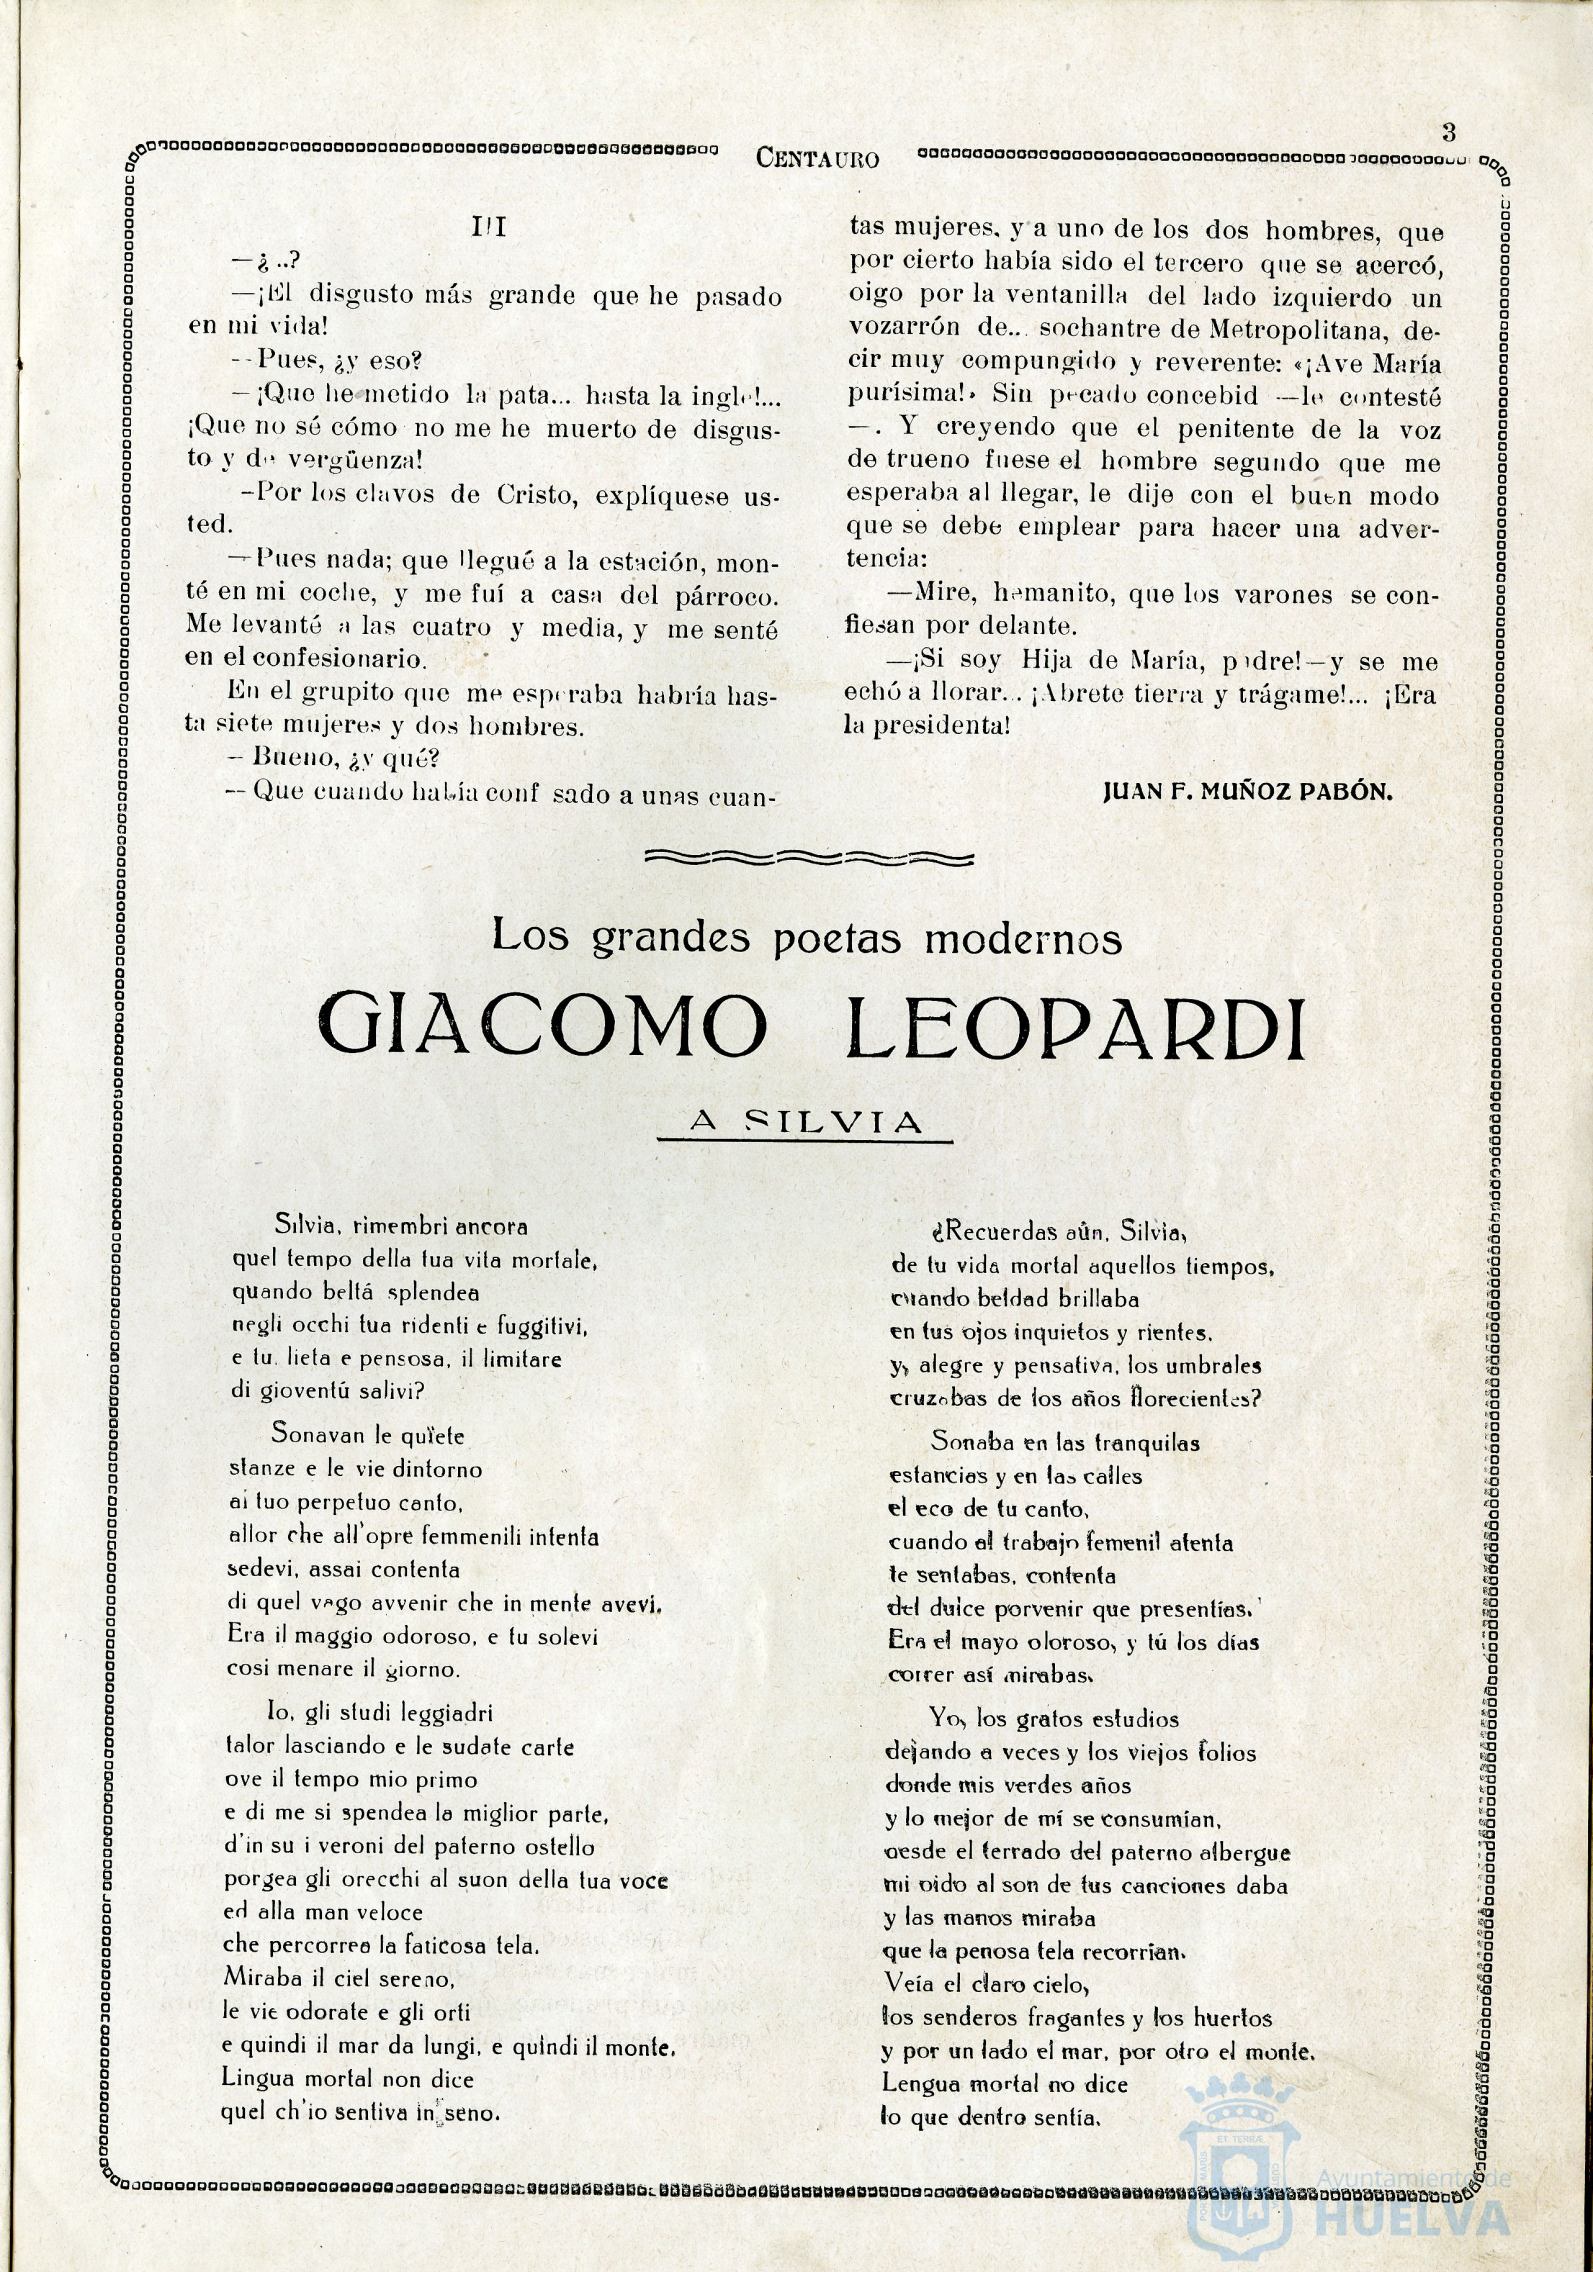 3
CENTAURO
III
—¿ ..?
—¡El disgusto más grande que he pasado
en mi vida!
--Pues, ¿y eso?
—¡Que he metido la pata... hasta la ingle!...
¡Que no sé cómo no me he muerto de disgus-
to y de vergüenza!
-Por los clavos de Cristo, explíquese us-
ted.
—Pues nada; que llegué a la estación, mon-
té en mi coche, y me fuí a casa del párroco.
Me levanté a las cuatro y media, y me senté
en el confesionario.
En el grupito que me esperaba habría has-
ta siete mujeres y dos hombres.
— Bueno, ¿y qué?
-- Que cuando había conf sado a unas cuan-
tas mujeres, y a uno de los dos hombres, que
por cierto había sido el tercero que se acercó,
oigo por la ventanilla del lado izquierdo un
vozarrón de... sochantre de Metropolitana, de-
cir muy compungido y reverente: «¡Ave María
purísima!» Sin pecado concebid —le contesté
—. Y creyendo que el penitente de la voz
de trueno fuese el hombre segundo que me
esperaba al llegar, le dije con el buen modo
que se debe emplear para hacer una adver-
tencia:
—Mire, hemanito, que los varones se con-
fiesan por delante.
—¡Si soy Hija de María, padre!—y se me
echó a llorar... ¡Abrete tierra y trágame!... ¡Era
la presidenta!
JUAN F. MUÑOZ PABÓN.
Los grandes poetas modernos
GIACOMO LEOPARDI
A SILVIA
Silvia, rimembri ancora
quel tempo della tua vita mortale,
quando beltá splendea
negli occhi tua ridenti e fuggitivi,
e tu, lieta e pensosa, il limitare
di gioventú salivi?
Sonavan le quïete
stanze e le vie dintorno
ai tuo perpetuo canto,
allor che all'opre femmenili intenta
sedevi, assai contenta
di quel vago avvenir che in mente avevi.
Era il maggio odoroso, e tu solevi
cosi menare il giorno.
Io, gli studi leggiadri
talor lasciando e le sudate carte
ove il tempo mio primo
e di me si spendea la miglior parte,
d'in su i veroni del paterno ostello
porgea gli orecchi al suon della tua voce
ed alla man veloce
che percorrea la faticosa tela.
Miraba il ciel sereno,
le vie odorate e gli orti
e quindi il mar da lungi, e quindi il monte.
Lingua mortal non dice
quel ch'io sentiva in seno.
¿Recuerdas aún, Silvia,
de tu vida mortal aquellos tiempos,
cuando beldad brillaba
en tus ojos inquietos y rientes,
y, alegre y pensativa, los umbrales
cruzabas de los años florecientes?
Sonaba en las tranquilas
estancias y en las calles
el eco de tu canto,
cuando al trabajo femenil atenta
te sentabas, contenta
del dulce porvenir que presentías.
Era el mayo oloroso, y tú los días
correr así mirabas.
Yo, los gratos estudios
dejando a veces y los viejos folios
donde mis verdes años
y lo mejor de mí se consumían,
desde el terrado del paterno albergue
mi oido al son de tus canciones daba
y las manos miraba
que la penosa tela recorrían.
Veía el claro cielo,
los senderos fragantes y los huertos
y por un lado el mar, por otro el monte.
Lengua mortal no dice
lo que dentro sentía.
Ayuntamiento de
HUELVA